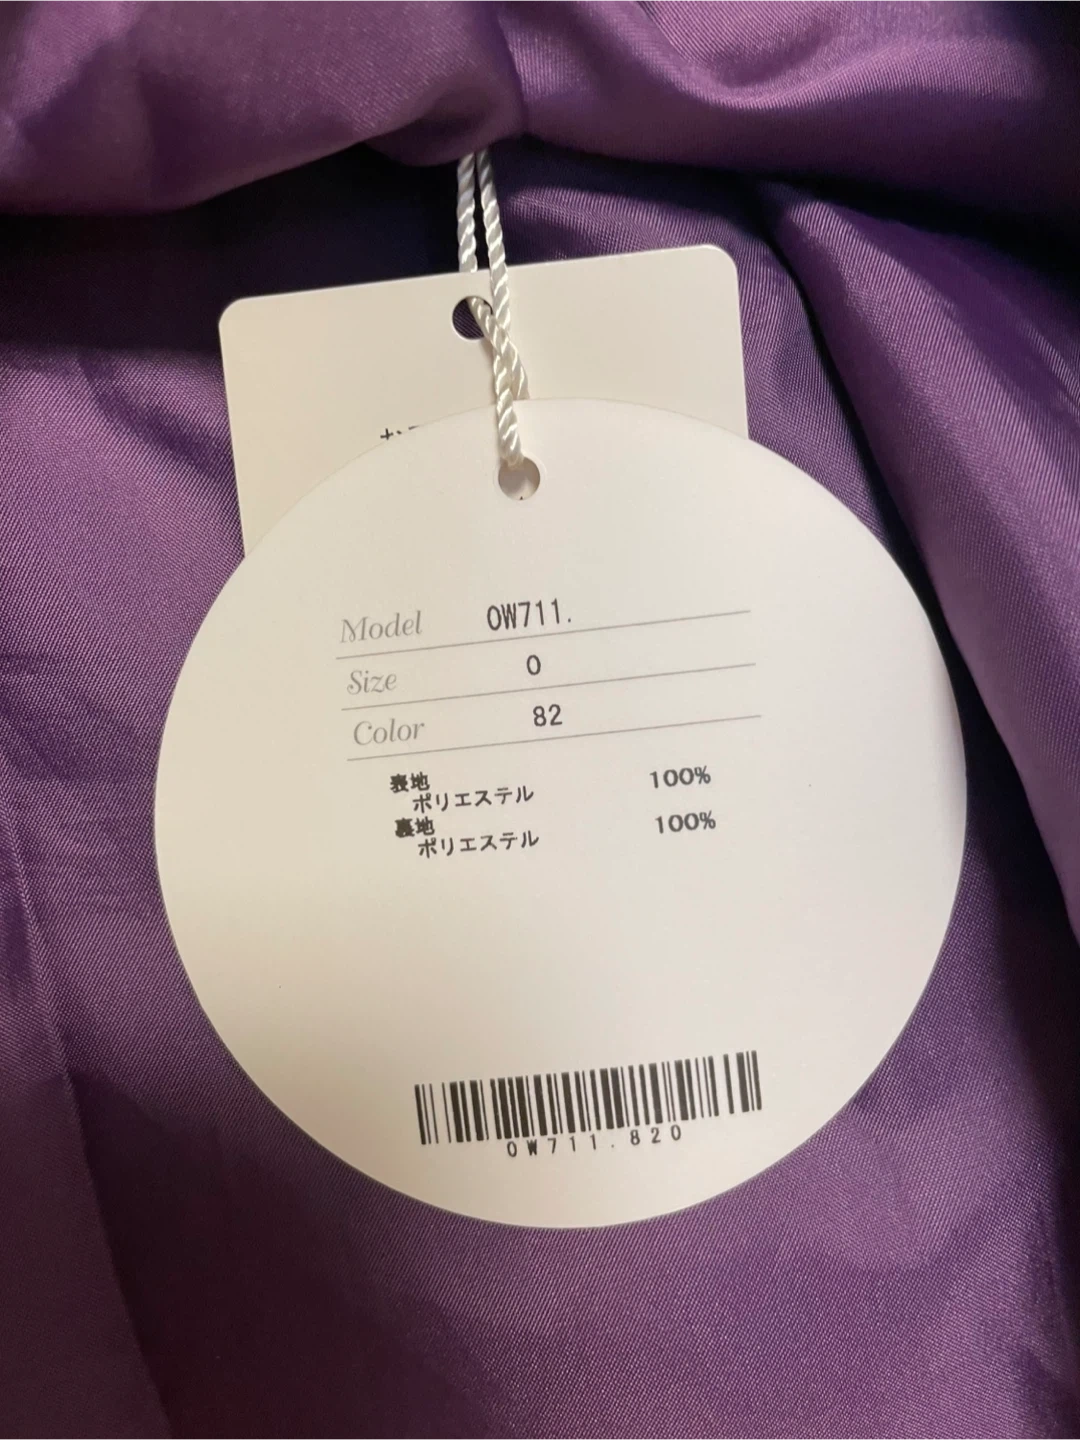 Model OW711.
Size 0
Color 82
表地
ポリエステル 100%
裏地
ポリエステル 100%
OW711.820